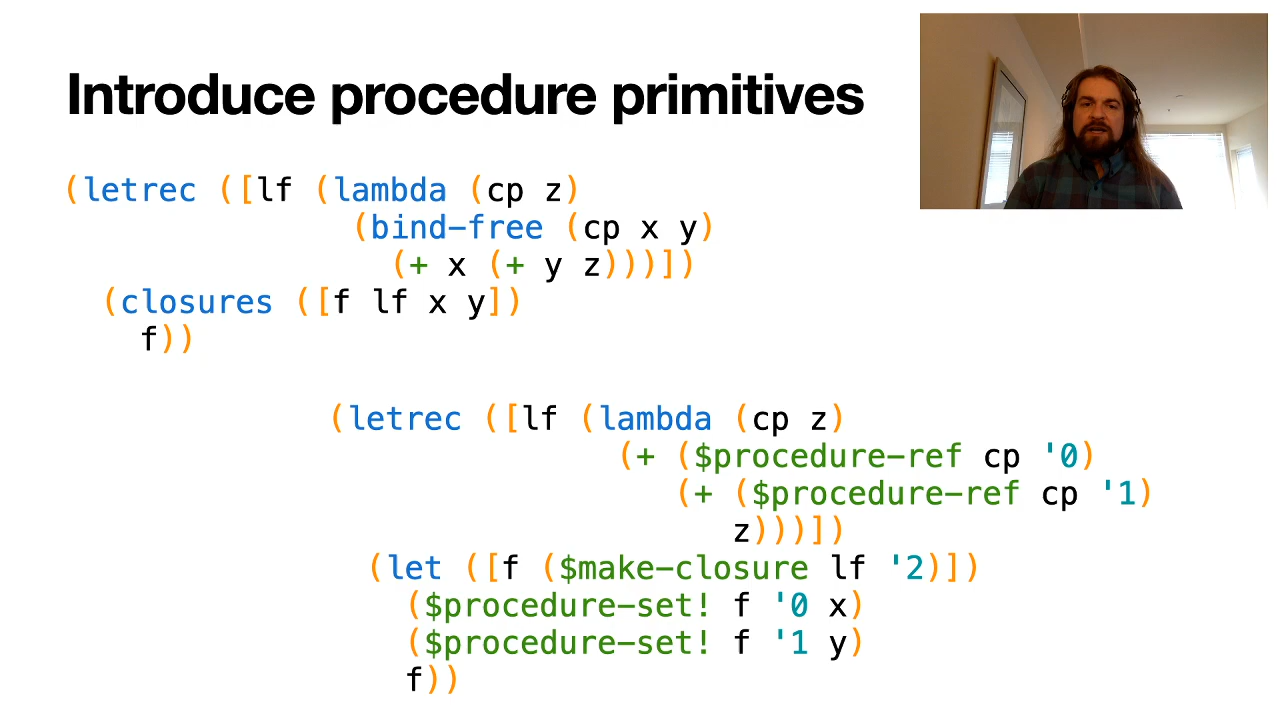 Introduce procedure primitives
(letrec ([lf (lambda (cp z)
(bind-free (cp x y)
(+ x (+ y z)))])
(closures ([f lf x y])
f))
(letrec ([lf (lambda (cp z)
(+ ($procedure-ref cp '0)
(+ ($procedure-ref cp '1)
z)))])
(let ([f ($make-closure lf '2)])
($procedure-set! f '0 x)
($procedure-set! f '1 y)
f))